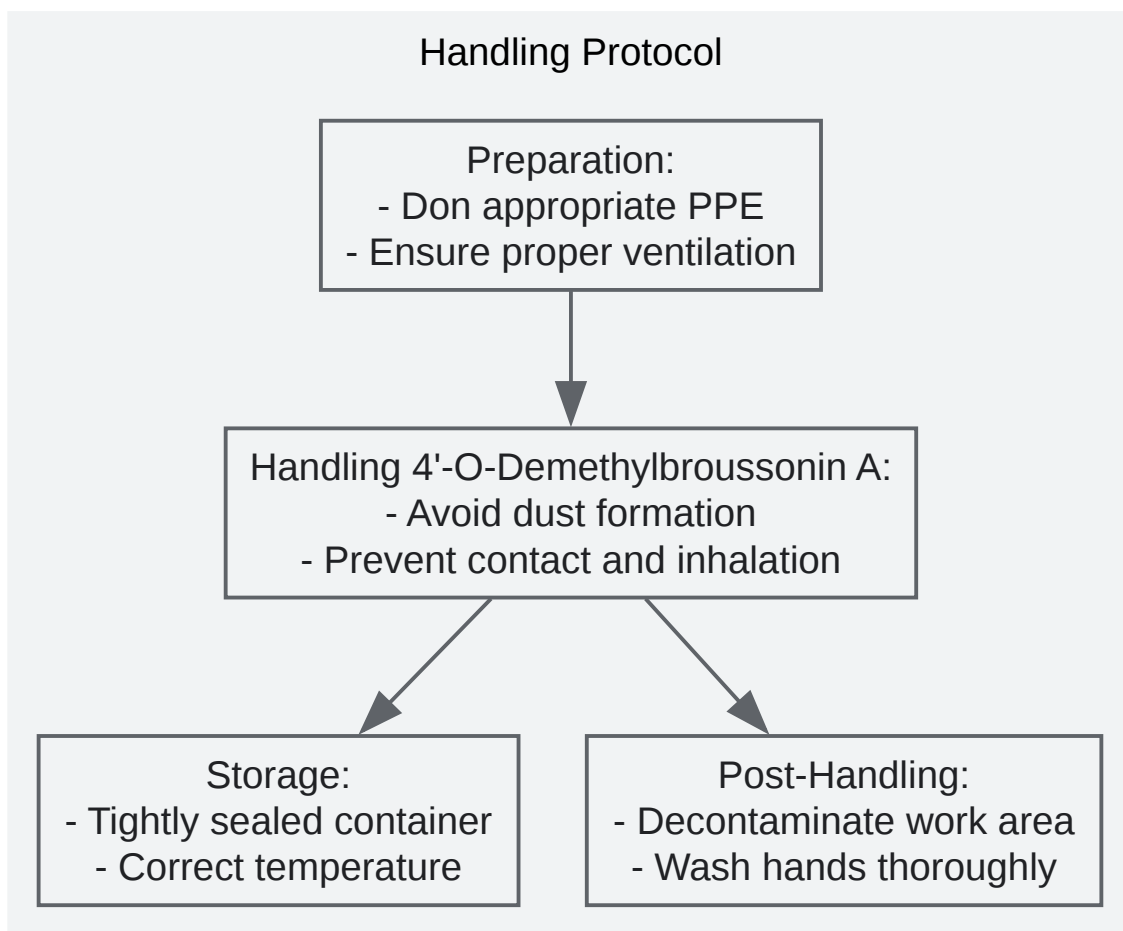 Handling Protocol
Preparation:
- Don appropriate PPE
- Ensure proper ventilation
Handling 4'-O-Demethylbroussonin A:
- Avoid dust formation
- Prevent contact and inhalation
Storage:
- Tightly sealed container
- Correct temperature
Post-Handling:
- Decontaminate work area
- Wash hands thoroughly